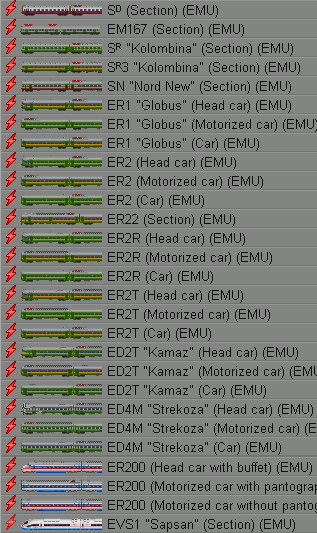 Sᴰ (Section) (EMU)
EM167 (Section) (EMU)
Sᴿ "Kolombina" (Section) (EMU)
Sᴿ3 "Kolombina" (Section) (EMU)
SN "Nord New" (Section) (EMU)
ER1 "Globus" (Head car) (EMU)
ER1 "Globus" (Motorized car) (EMU)
ER1 "Globus" (Car) (EMU)
ER2 (Head car) (EMU)
ER2 (Motorized car) (EMU)
ER2 (Car) (EMU)
ER22 (Section) (EMU)
ER2R (Head car) (EMU)
ER2R (Motorized car) (EMU)
ER2R (Car) (EMU)
ER2T (Head car) (EMU)
ER2T (Motorized car) (EMU)
ER2T (Car) (EMU)
ED2T "Kamaz" (Head car) (EMU)
ED2T "Kamaz" (Motorized car) (EMU
ED2T "Kamaz" (Car) (EMU)
ED4M "Strekoza" (Head car) (EMU)
ED4M "Strekoza" (Motorized car) (E
ED4M "Strekoza" (Car) (EMU)
ER200 (Head car with buffet) (EMU)
ER200 (Motorized car with pantogra
ER200 (Motorized car without pantog
EVS1 "Sapsan" (Section) (EMU)